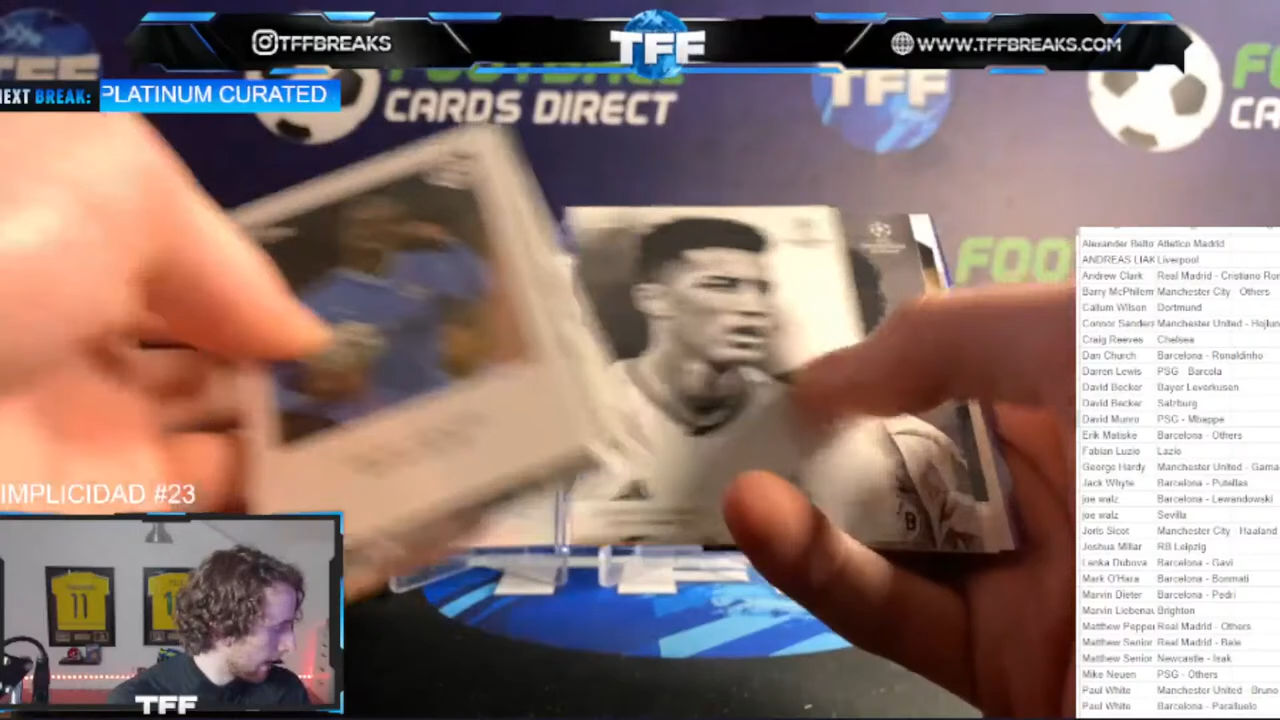 TFFBREAKS
TFF
WWW.TFFBREAKS.COM
NEXT BREAK: PLATINUM CURATED
FOOTBALL
CARDS DIRECT
TFF
FOO
CA
IMPLICIDAD #23
11
TFF
B
Alexander Balto Atletico Madrid
ANDREAS LIAK Liverpool
Andrew Clark Real Madrid - Cristiano Ron
Barry McPhilem Manchester City - Others
Callum Wilson Dortmund
Connor Sanders Manchester United - Hojlun
Craig Reeves Chelsea
Dan Church Barcelona - Ronaldinho
Darren Lewis PSG - Barcola
David Becker Bayer Leverkusen
David Becker Salzburg
David Munro PSG - Mbappe
Erik Matiske Barcelona - Others
Fabian Luzio Lazio
George Hardy Manchester United - Garna
Jack Whyte Barcelona - Putellas
joe walz Barcelona - Lewandowski
joe walz Sevilla
Joris Sicot Manchester City - Haaland
Joshua Millar RB Leipzig
Lenka Dubova Barcelona - Gavi
Mark O'Hara Barcelona - Bonmati
Marvin Dieter Barcelona - Pedri
Marvin Liebenau Brighton
Matthew Pepper Real Madrid - Others
Matthew Senior Real Madrid - Bale
Matthew Senior Newcastle - Isak
Mike Neuen PSG - Others
Paul White Manchester United - Bruno
Paul White Barcelona - Paralluelo